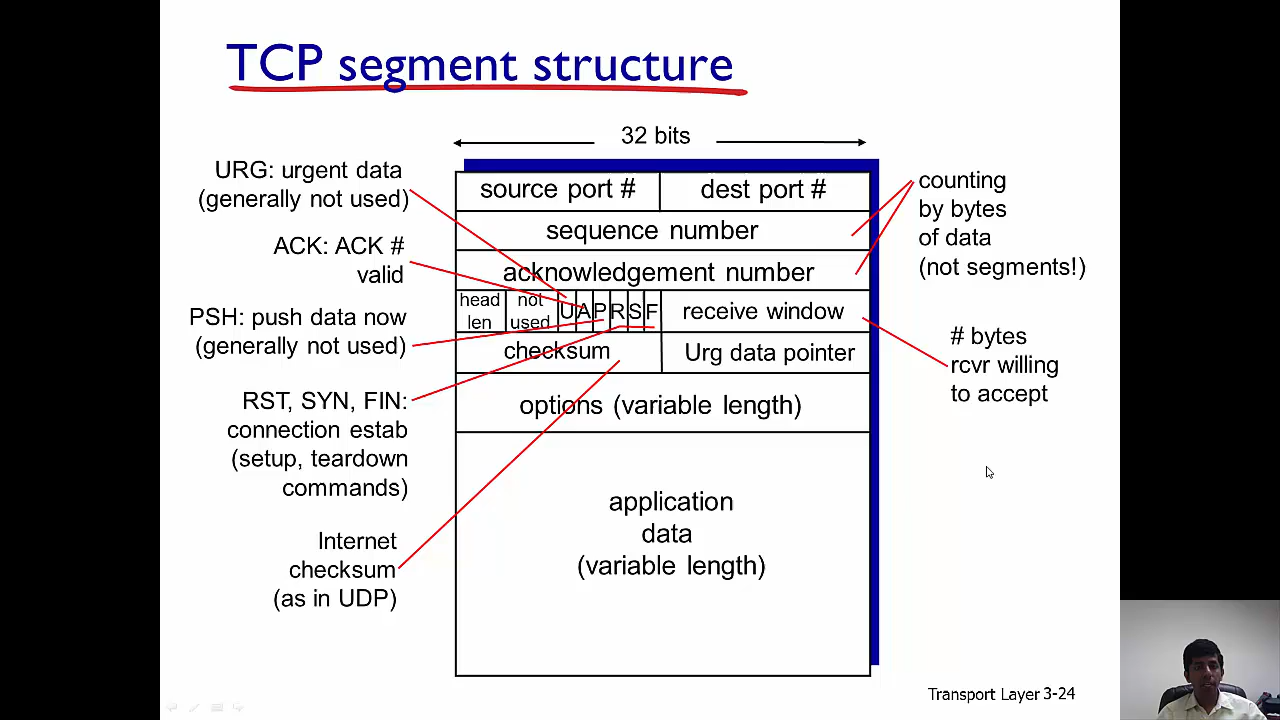 TCP segment structure
32 bits
URG: urgent data
(generally not used)
ACK: ACK #
valid
PSH: push data now
(generally not used)
RST, SYN, FIN:
connection estab
(setup, teardown
commands)
Internet
checksum
(as in UDP)
source port #
dest port #
sequence number
acknowledgement number
head
len
not
used
U
A
P
R
S
F
receive window
checksum
Urg data pointer
options (variable length)
application
data
(variable length)
counting
by bytes
of data
(not segments!)
# bytes
rcvr willing
to accept
Transport Layer 3-24